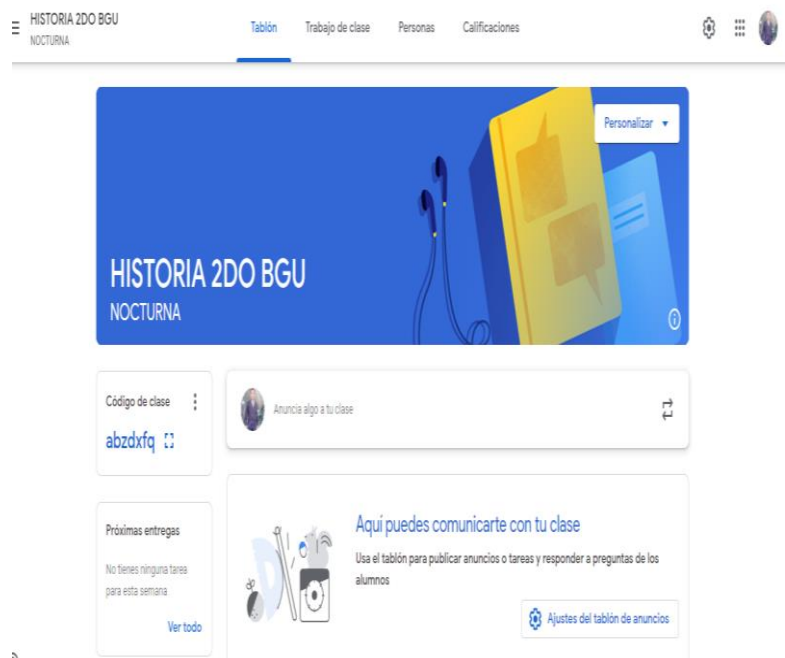 HISTORIA 2DO BGU
NOCTURNA
Tablón
Trabajo de clase
Personas
Calificaciones
Personalizar
HISTORIA 2DO BGU
NOCTURNA
Código de clase
abzdxfq
Anuncia algo a tu clase
Próximas entregas
No tienes ninguna tarea
para esta semana
Ver todo
Aquí puedes comunicarte con tu clase
Usa el tablón para publicar anuncios o tareas y responder a preguntas de los
alumnos
Ajustes del tablón de anuncios